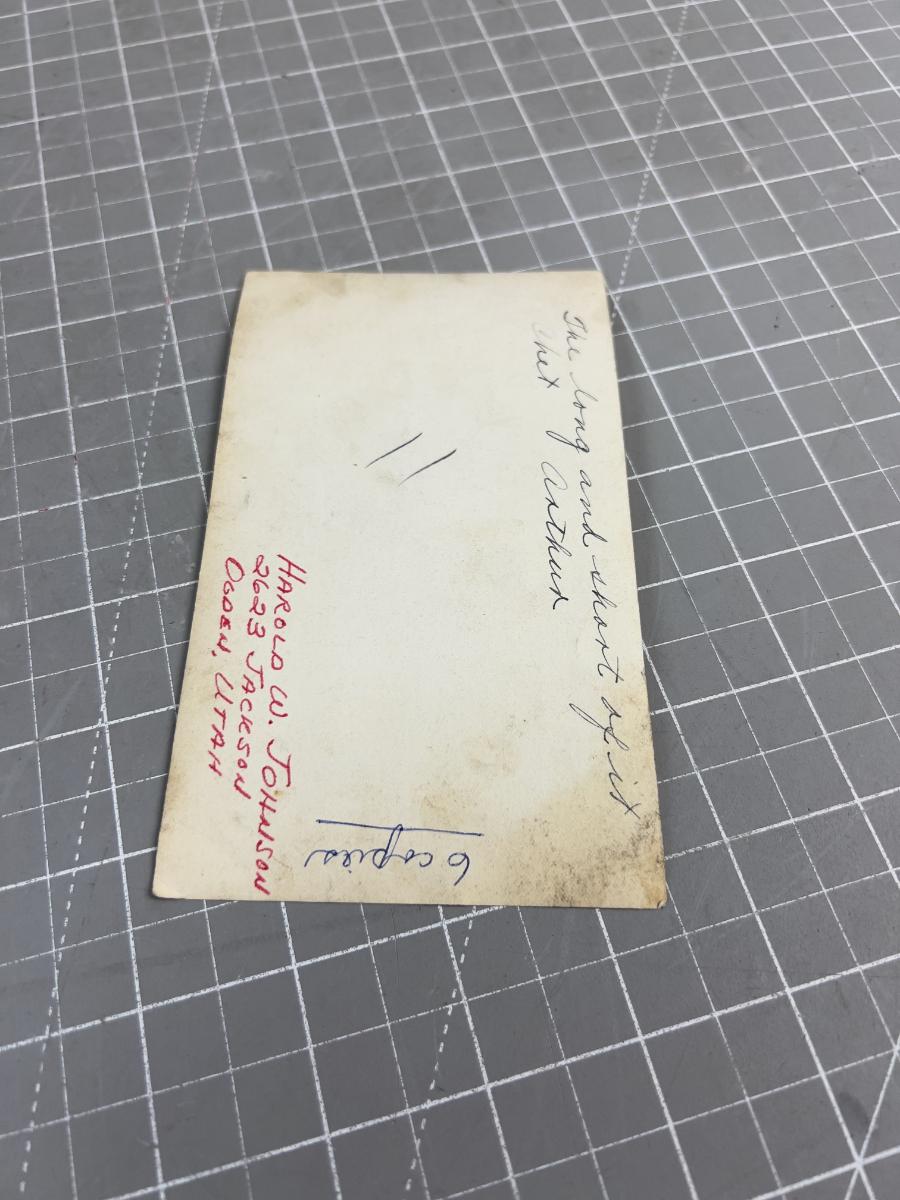 The long and short of it
Chet Arthur
HAROLD W. JOHNSON
2623 JACKSON
OGDEN, UTAH
6 copies